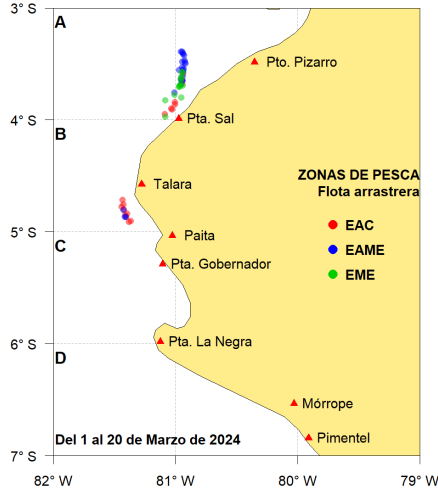 3° S
A
Pto. Pizarro
4° S
Pta. Sal
B
ZONAS DE PESCA
Flota arrastrera
Talara
EAC
5° S
Paita
EAME
C
Pta. Gobernador
EME
6° S
Pta. La Negra
D
Mórrope
Del 1 al 20 de Marzo de 2024
Pimentel
7° S
82° W
81° W
80° W
79° W